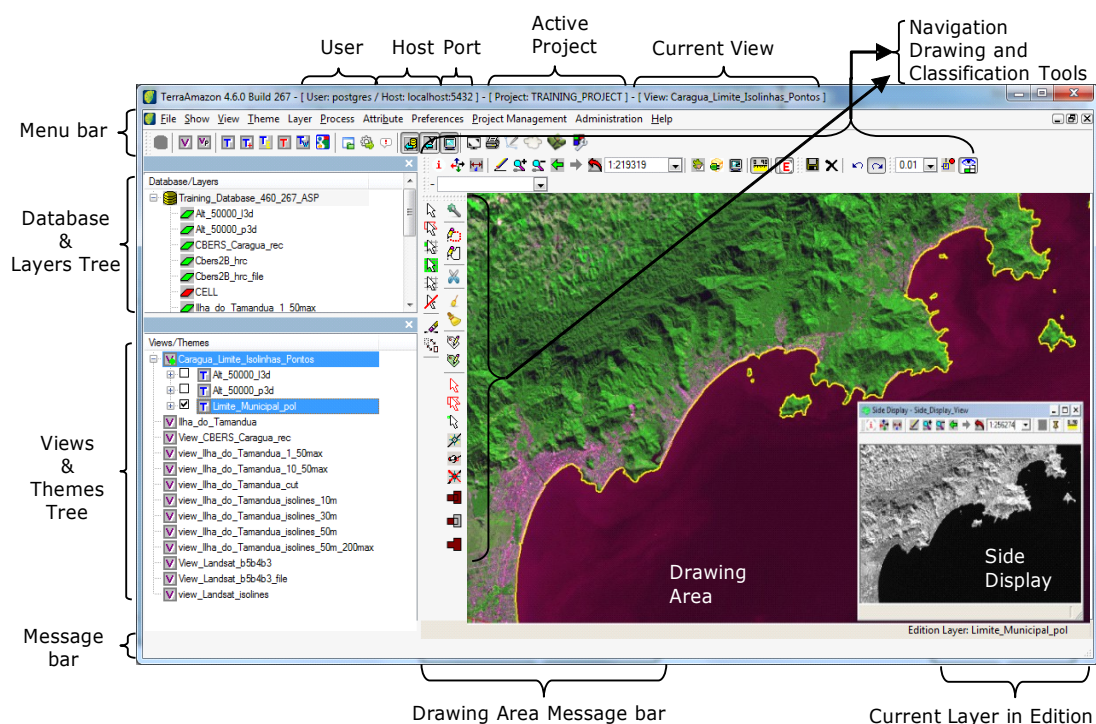 User
Host
Port
Active
Project
Current View
Navigation
Drawing and
Classification Tools
TerraAmazon 4.6.0 Build 267 - [ User: postgres / Host: localhost:5432 ] - [ Project: TRAINING_PROJECT ] - [ View: Caragua_Limite_Isolinhas_Pontos ]
Menu bar
File Show View Theme Layer Process Attribute Preferences Project Management Administration Help
1:219319
0.01
Database/Layers
Training_Database_460_267_ASP
Alt_50000_l3d
Alt_50000_p3d
CBERS_Caragua_rec
Cbers2B_hrc
Cbers2B_hrc_file
CELL
Ilha_do_Tamandua_1_50max
Database
&
Layers Tree
Views/Themes
Caragua_Limite_Isolinhas_Pontos
Alt_50000_l3d
Alt_50000_p3d
Limite_Municipal_pol
Ilha_do_Tamandua
View_CBERS_Caragua_rec
view_Ilha_do_Tamandua_1_50max
view_Ilha_do_Tamandua_10_50max
view_Ilha_do_Tamandua_cut
view_Ilha_do_Tamandua_isolines_10m
view_Ilha_do_Tamandua_isolines_30m
view_Ilha_do_Tamandua_isolines_50m
view_Ilha_do_Tamandua_isolines_50m_200max
View_Landsat_b5b4b3
View_Landsat_b5b4b3_file
view_Landsat_isolines
Views
&
Themes
Tree
Side Display - Side_Display_View
1:256274
Side
Display
Drawing
Area
Message
bar
Edition Layer: Limite_Municipal_pol
Drawing Area Message bar
Current Layer in Edition